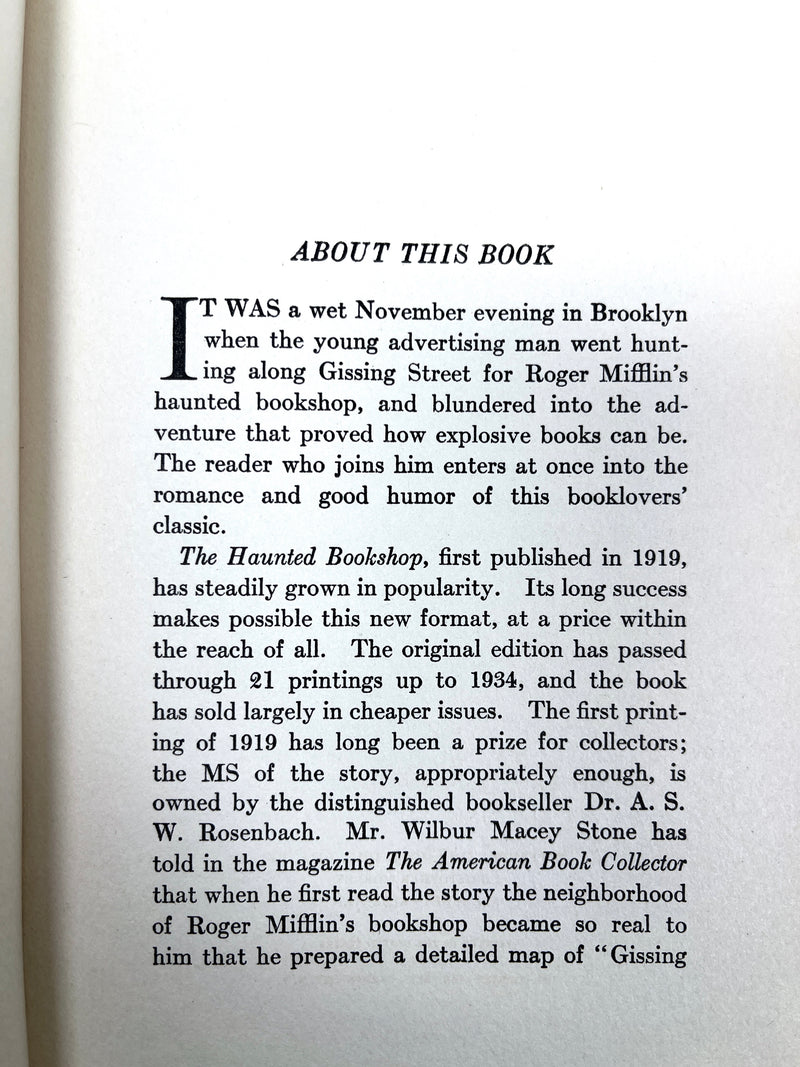 ABOUT THIS BOOK
IT WAS a wet November evening in Brooklyn
when the young advertising man went hunt-
ing along Gissing Street for Roger Mifflin's
haunted bookshop, and blundered into the ad-
venture that proved how explosive books can be.
The reader who joins him enters at once into the
romance and good humor of this booklovers'
classic.
The Haunted Bookshop, first published in 1919,
has steadily grown in popularity. Its long success
makes possible this new format, at a price within
the reach of all. The original edition has passed
through 21 printings up to 1934, and the book
has sold largely in cheaper issues. The first print-
ing of 1919 has long been a prize for collectors;
the MS of the story, appropriately enough, is
owned by the distinguished bookseller Dr. A. S.
W. Rosenbach. Mr. Wilbur Macey Stone has
told in the magazine The American Book Collector
that when he first read the story the neighborhood
of Roger Mifflin's bookshop became so real to
him that he prepared a detailed map of "Gissing